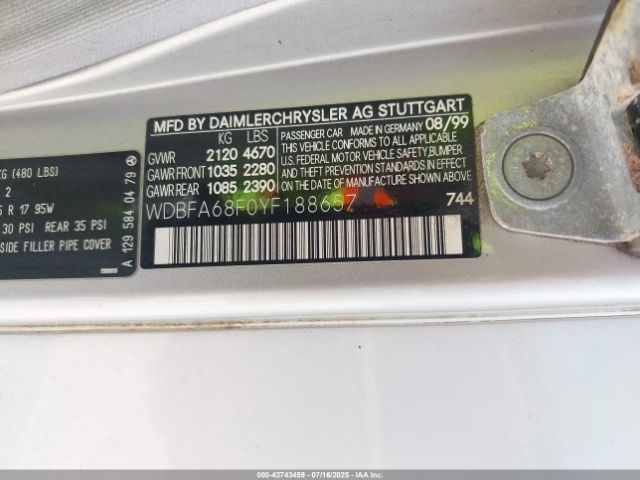 MFD BY DAIMLERCHRYSLER AG STUTTGART
KG LBS
GVWR 2120 4670
GAWR FRONT 1035 2280
GAWR REAR 1085 2390
PASSENGER CAR MADE IN GERMANY 08/99
THIS VEHICLE CONFORMS TO ALL APPLICABLE
U.S. FEDERAL MOTOR VEHICLE SAFETY BUMPER
AND THEFT PREVENTION STANDARDS IN EFFECT
ON THE DATE OF MANUFACTURE SHOWN ABOVE
WDBFA68F0YF188657
744
KG (480 LBS)
2
R 17 95W
30 PSI REAR 35 PSI
SIDE FILLER PIPE COVER
A 129 584 04 79
000-42743459 - 07/16/2025 - IAA Inc.